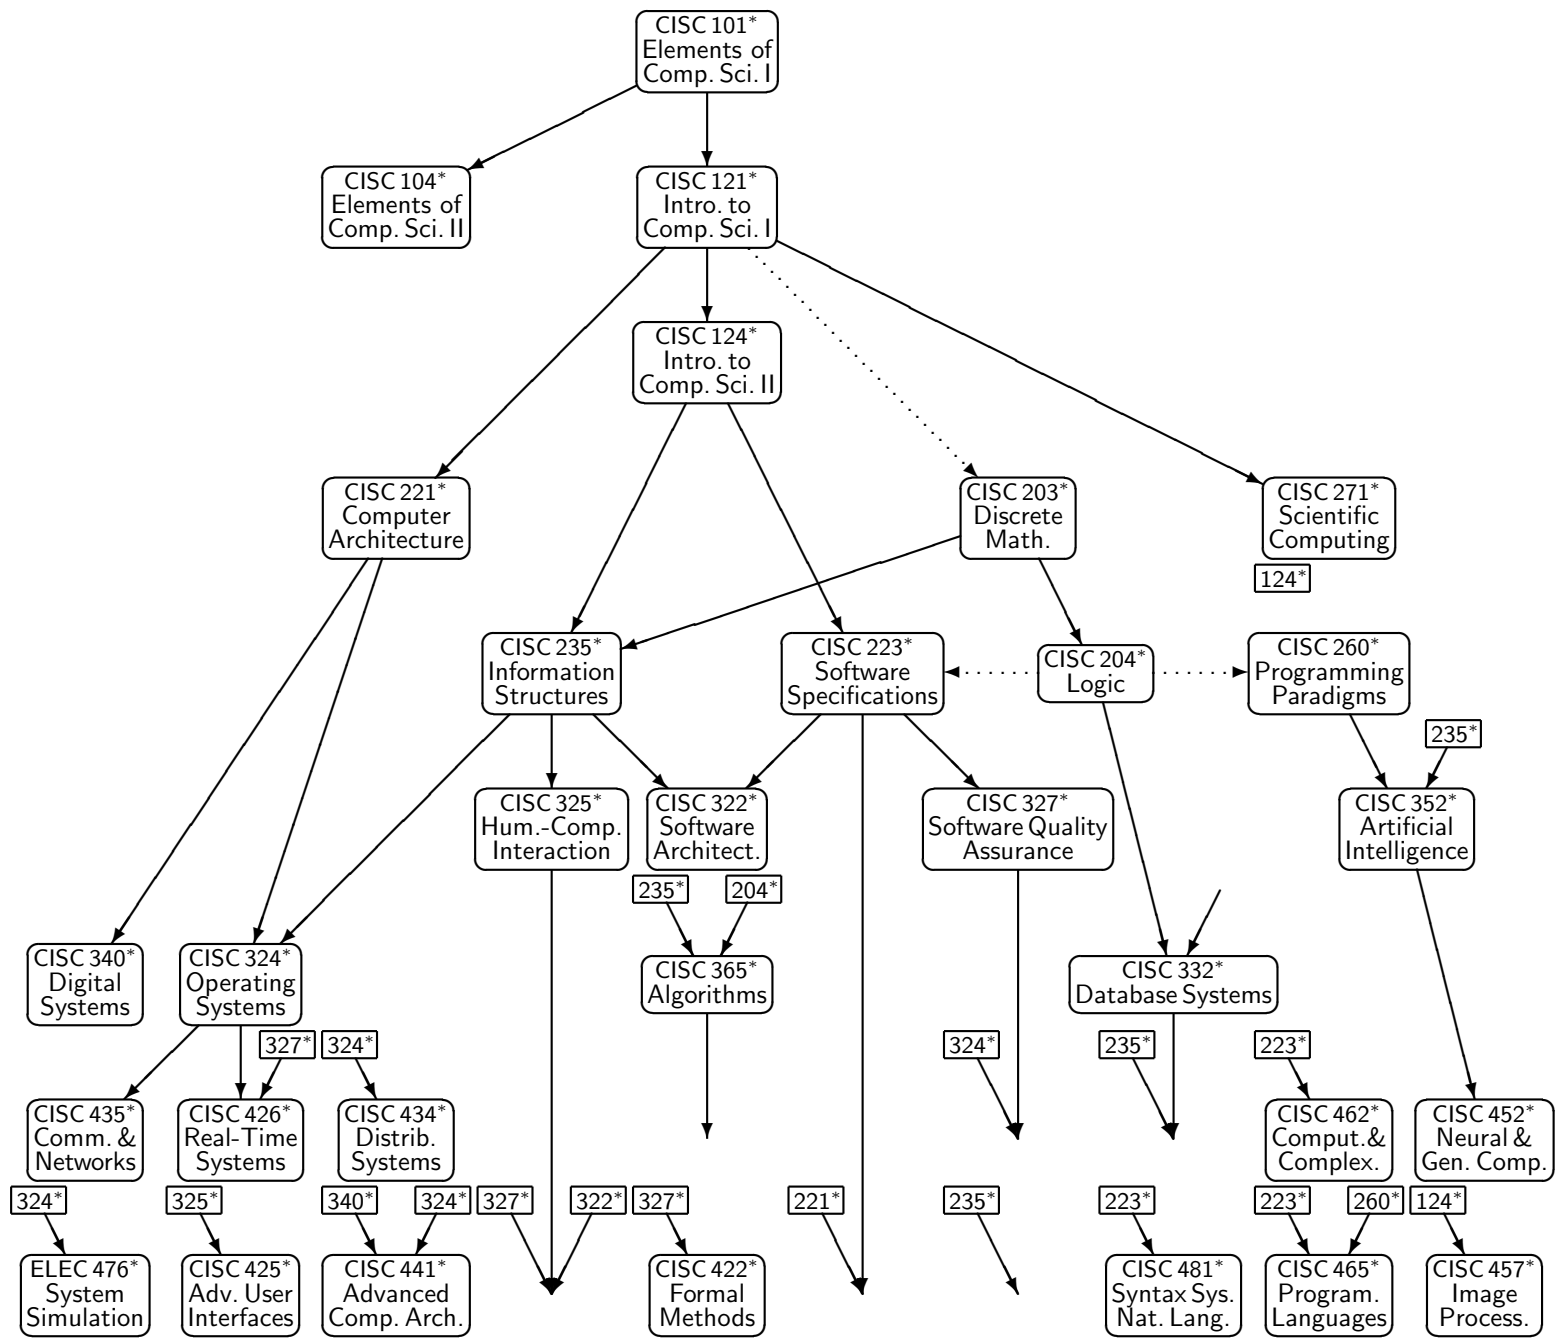 CISC 101*
Elements of
Comp. Sci. I
CISC 104*
Elements of
Comp. Sci. II
CISC 121*
Intro. to
Comp. Sci. I
CISC 124*
Intro. to
Comp. Sci. II
CISC 221*
Computer
Architecture
CISC 203*
Discrete
Math.
CISC 271*
Scientific
Computing
124*
CISC 235*
Information
Structures
CISC 223*
Software
Specifications
CISC 204*
Logic
CISC 260*
Programming
Paradigms
235*
CISC 325*
Hum.-Comp.
Interaction
CISC 322*
Software
Architect.
CISC 327*
Software Quality
Assurance
CISC 352*
Artificial
Intelligence
235*
204*
CISC 340*
Digital
Systems
CISC 324*
Operating
Systems
CISC 365*
Algorithms
CISC 332*
Database Systems
327*
324*
324*
235*
223*
CISC 435*
Comm. &
Networks
CISC 426*
Real-Time
Systems
CISC 434*
Distrib.
Systems
CISC 462*
Comput.&
Complex.
CISC 452*
Neural &
Gen. Comp.
324*
325*
340*
324*
327*
322*
327*
221*
235*
223*
223*
260*
124*
ELEC 476*
System
Simulation
CISC 425*
Adv. User
Interfaces
CISC 441*
Advanced
Comp. Arch.
CISC 422*
Formal
Methods
CISC 481*
Syntax Sys.
Nat. Lang.
CISC 465*
Program.
Languages
CISC 457*
Image
Process.